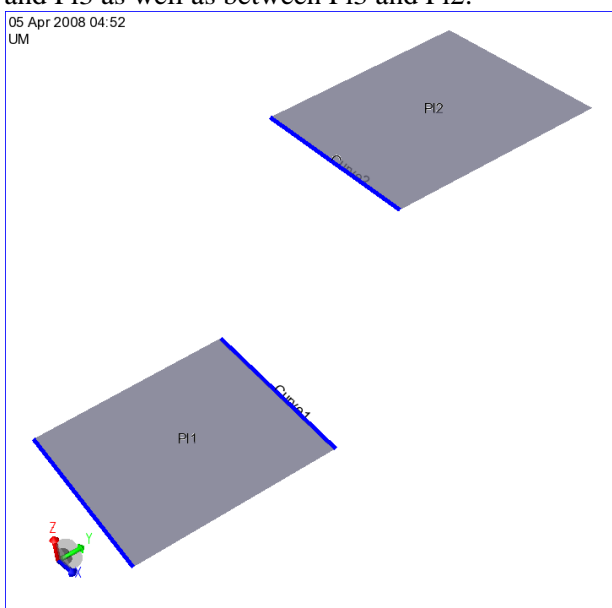 and Pl3 as well as between Pl3 and Pl2.
05 Apr 2008 04:52
UM
Pl2
Curve2
Curve1
Pl1
Z
Y
X